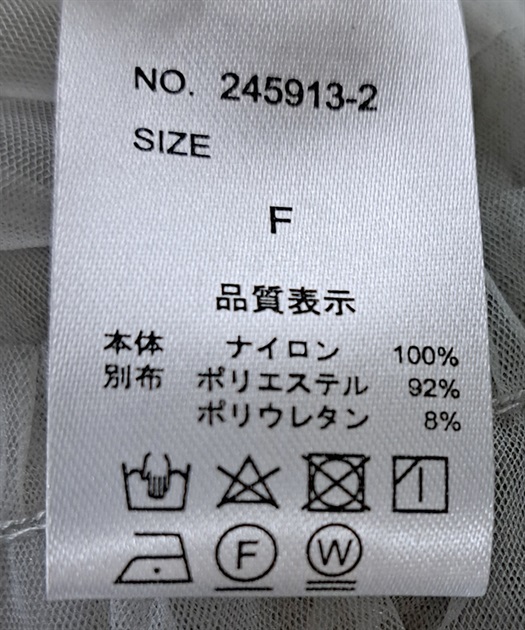 NO. 245913-2
SIZE
F
品質表示
本体 ナイロン 100%
別布 ポリエステル 92%
ポリウレタン 8%
F W